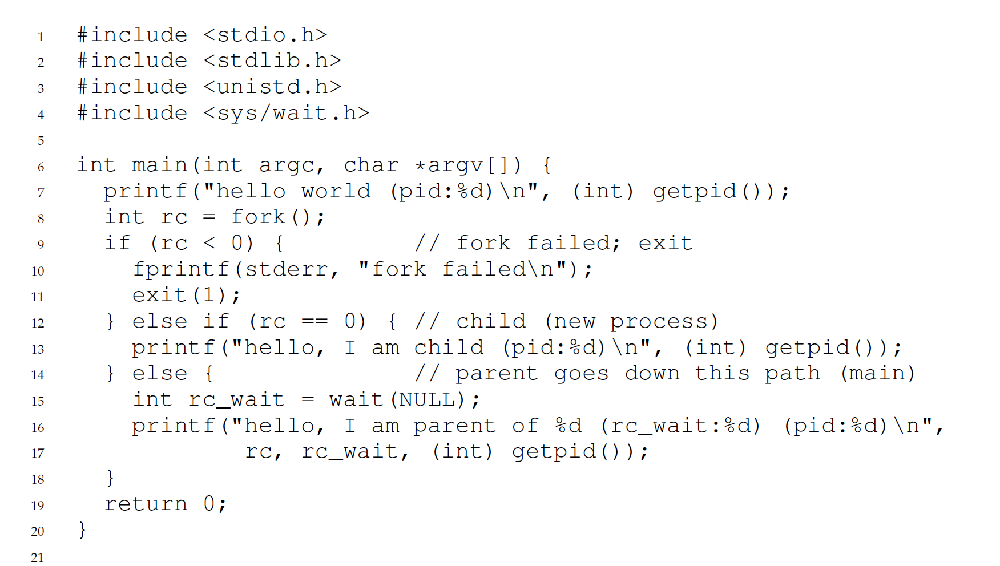 1 #include <stdio.h>
2 #include <stdlib.h>
3 #include <unistd.h>
4 #include <sys/wait.h>
5
6 int main(int argc, char *argv[]) {
7   printf("hello world (pid:%d)\n", (int) getpid());
8   int rc = fork();
9   if (rc < 0) {         // fork failed; exit
10     fprintf(stderr, "fork failed\n");
11     exit(1);
12   } else if (rc == 0) { // child (new process)
13     printf("hello, I am child (pid:%d)\n", (int) getpid());
14   } else {              // parent goes down this path (main)
15     int rc_wait = wait(NULL);
16     printf("hello, I am parent of %d (rc_wait:%d) (pid:%d)\n",
17             rc, rc_wait, (int) getpid());
18   }
19   return 0;
20 }
21